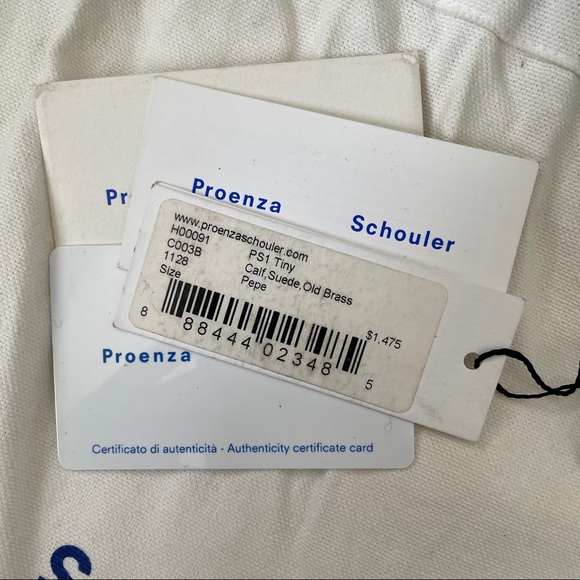 Pr
Proenza Schouler
www.proenzaschouler.com
H00091 PS1 Tiny
C003B Calf,Suede,Old Brass
1128 Pepe
Size
$1,475
8 88444 02348 5
Proenza
Certificato di autenticità - Authenticity certificate card
S